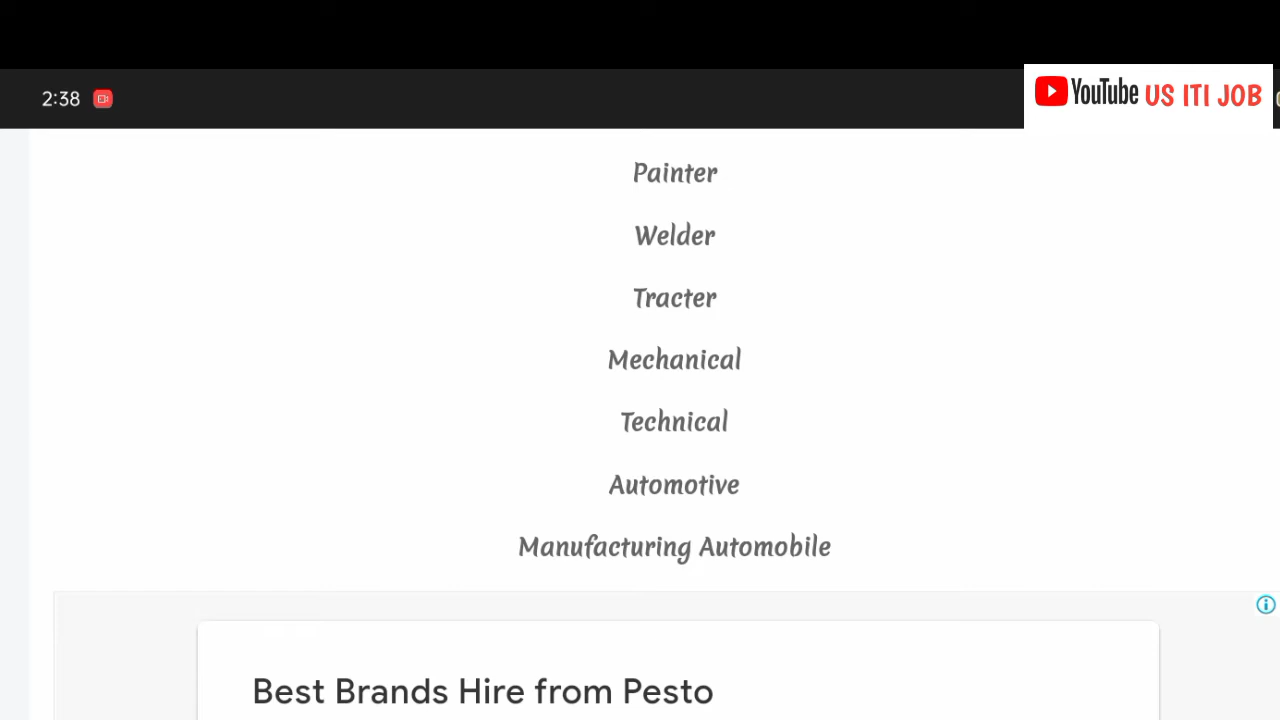 2:38
YouTube US ITI JOB
Painter
Welder
Tracter
Mechanical
Technical
Automotive
Manufacturing Automobile
Best Brands Hire from Pesto